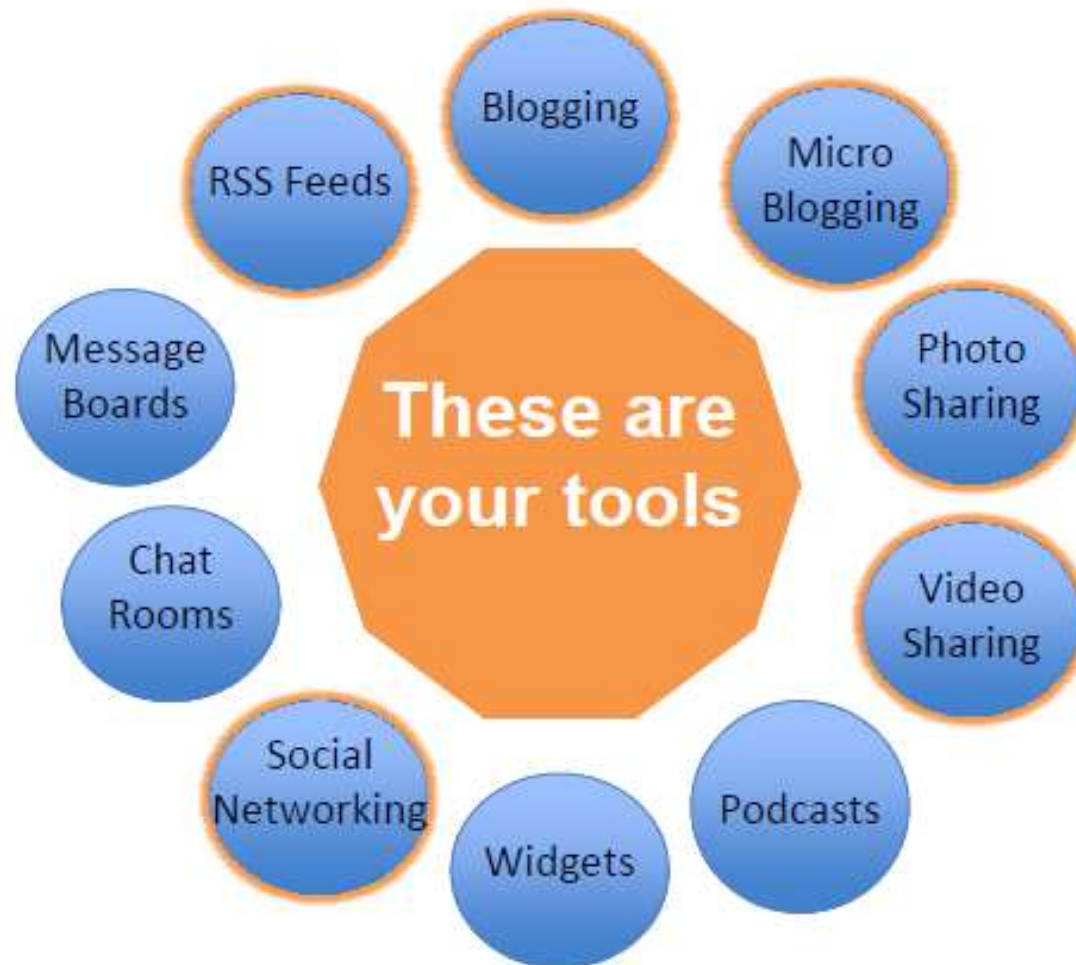 Blogging
Micro
Blogging
RSS Feeds
Photo
Sharing
Message
Boards
These are
your tools
Chat
Rooms
Video
Sharing
Social
Networking
Podcasts
Widgets